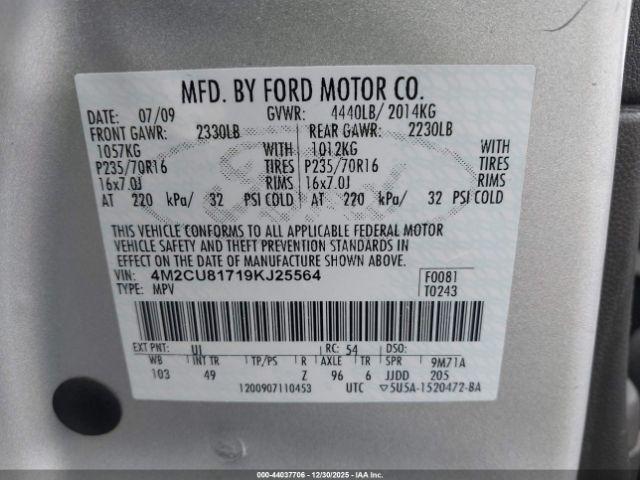 MFD. BY FORD MOTOR CO.
DATE: 07/09 GVWR: 4440LB/ 2014KG
FRONT GAWR: 2330LB REAR GAWR: 2230LB
1057KG WITH 1012KG WITH
P235/70R16 TIRES P235/70R16 TIRES
16x7.0J RIMS 16x7.0J RIMS
AT 220 kPa/ 32 PSI COLD AT 220 kPa/ 32 PSI COLD
THIS VEHICLE CONFORMS TO ALL APPLICABLE FEDERAL MOTOR
VEHICLE SAFETY AND THEFT PREVENTION STANDARDS IN
EFFECT ON THE DATE OF MANUFACTURE SHOWN ABOVE.
VIN: 4M2CU81719KJ25564 F0081
TYPE: MPV T0243
EXT PNT: UI RC: 54 DSO:
WB INT TR TP/PS R AXLE TR SPR 9M71A
103 49 Z 96 6 JJDD 205
1200907110453 UTC ▽5U5A-1520472-BA
000-44037706 - 12/30/2025 - IAAI.COM